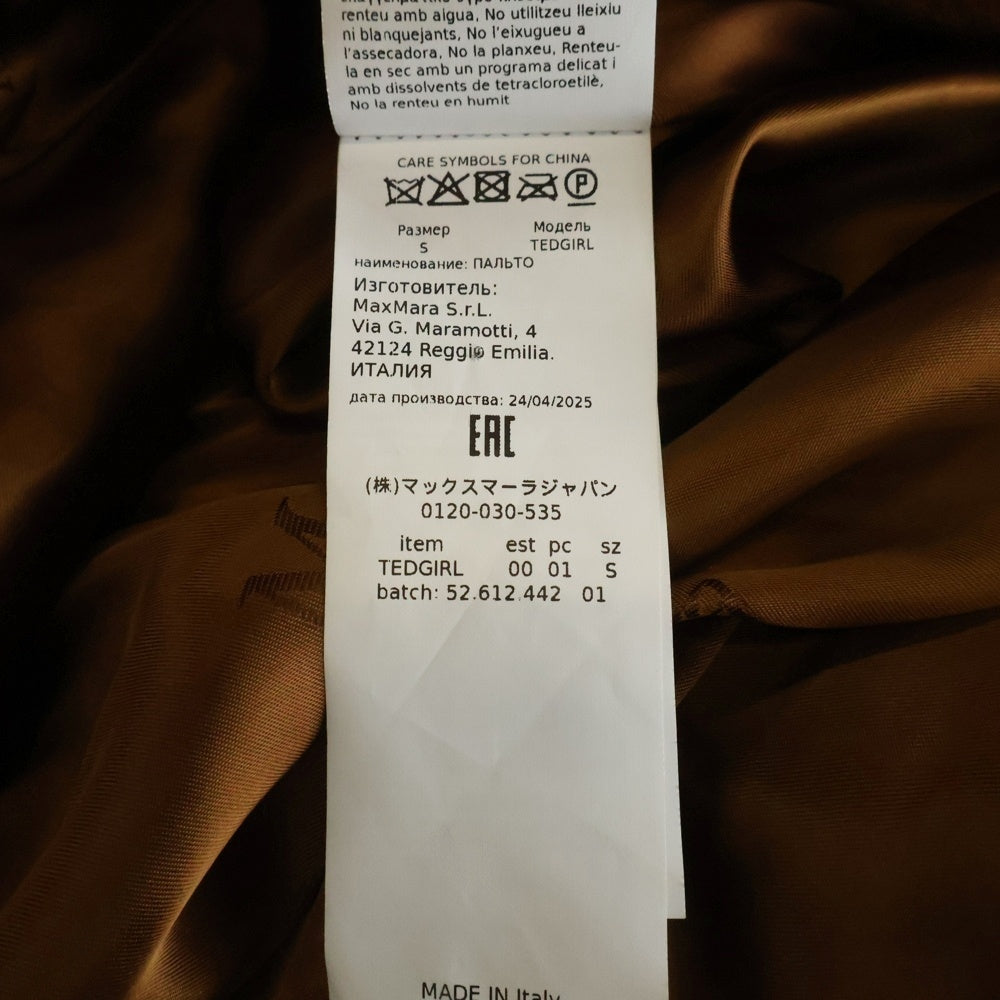 renteu amb aigua, No utilitzeu lleixiu
ni blanquejants, No l'eixugueu a
l'assecadora, No la planxeu, Renteu-
la en sec amb un programa delicat i
amb dissolvents de tetracloroetilè,
No la renteu en humit
CARE SYMBOLS FOR CHINA
P
Размер Модель
S TEDGIRL
наименование: ПАЛЬТО
Изготовитель:
MaxMara S.r.L.
Via G. Maramotti, 4
42124 Reggio Emilia.
ИТАЛИЯ
дата производства: 24/04/2025
EAC
(株)マックスマーラジャパン
0120-030-535
item est pc sz
TEDGIRL 00 01 S
batch: 52.612.442 01
MADE IN Italy